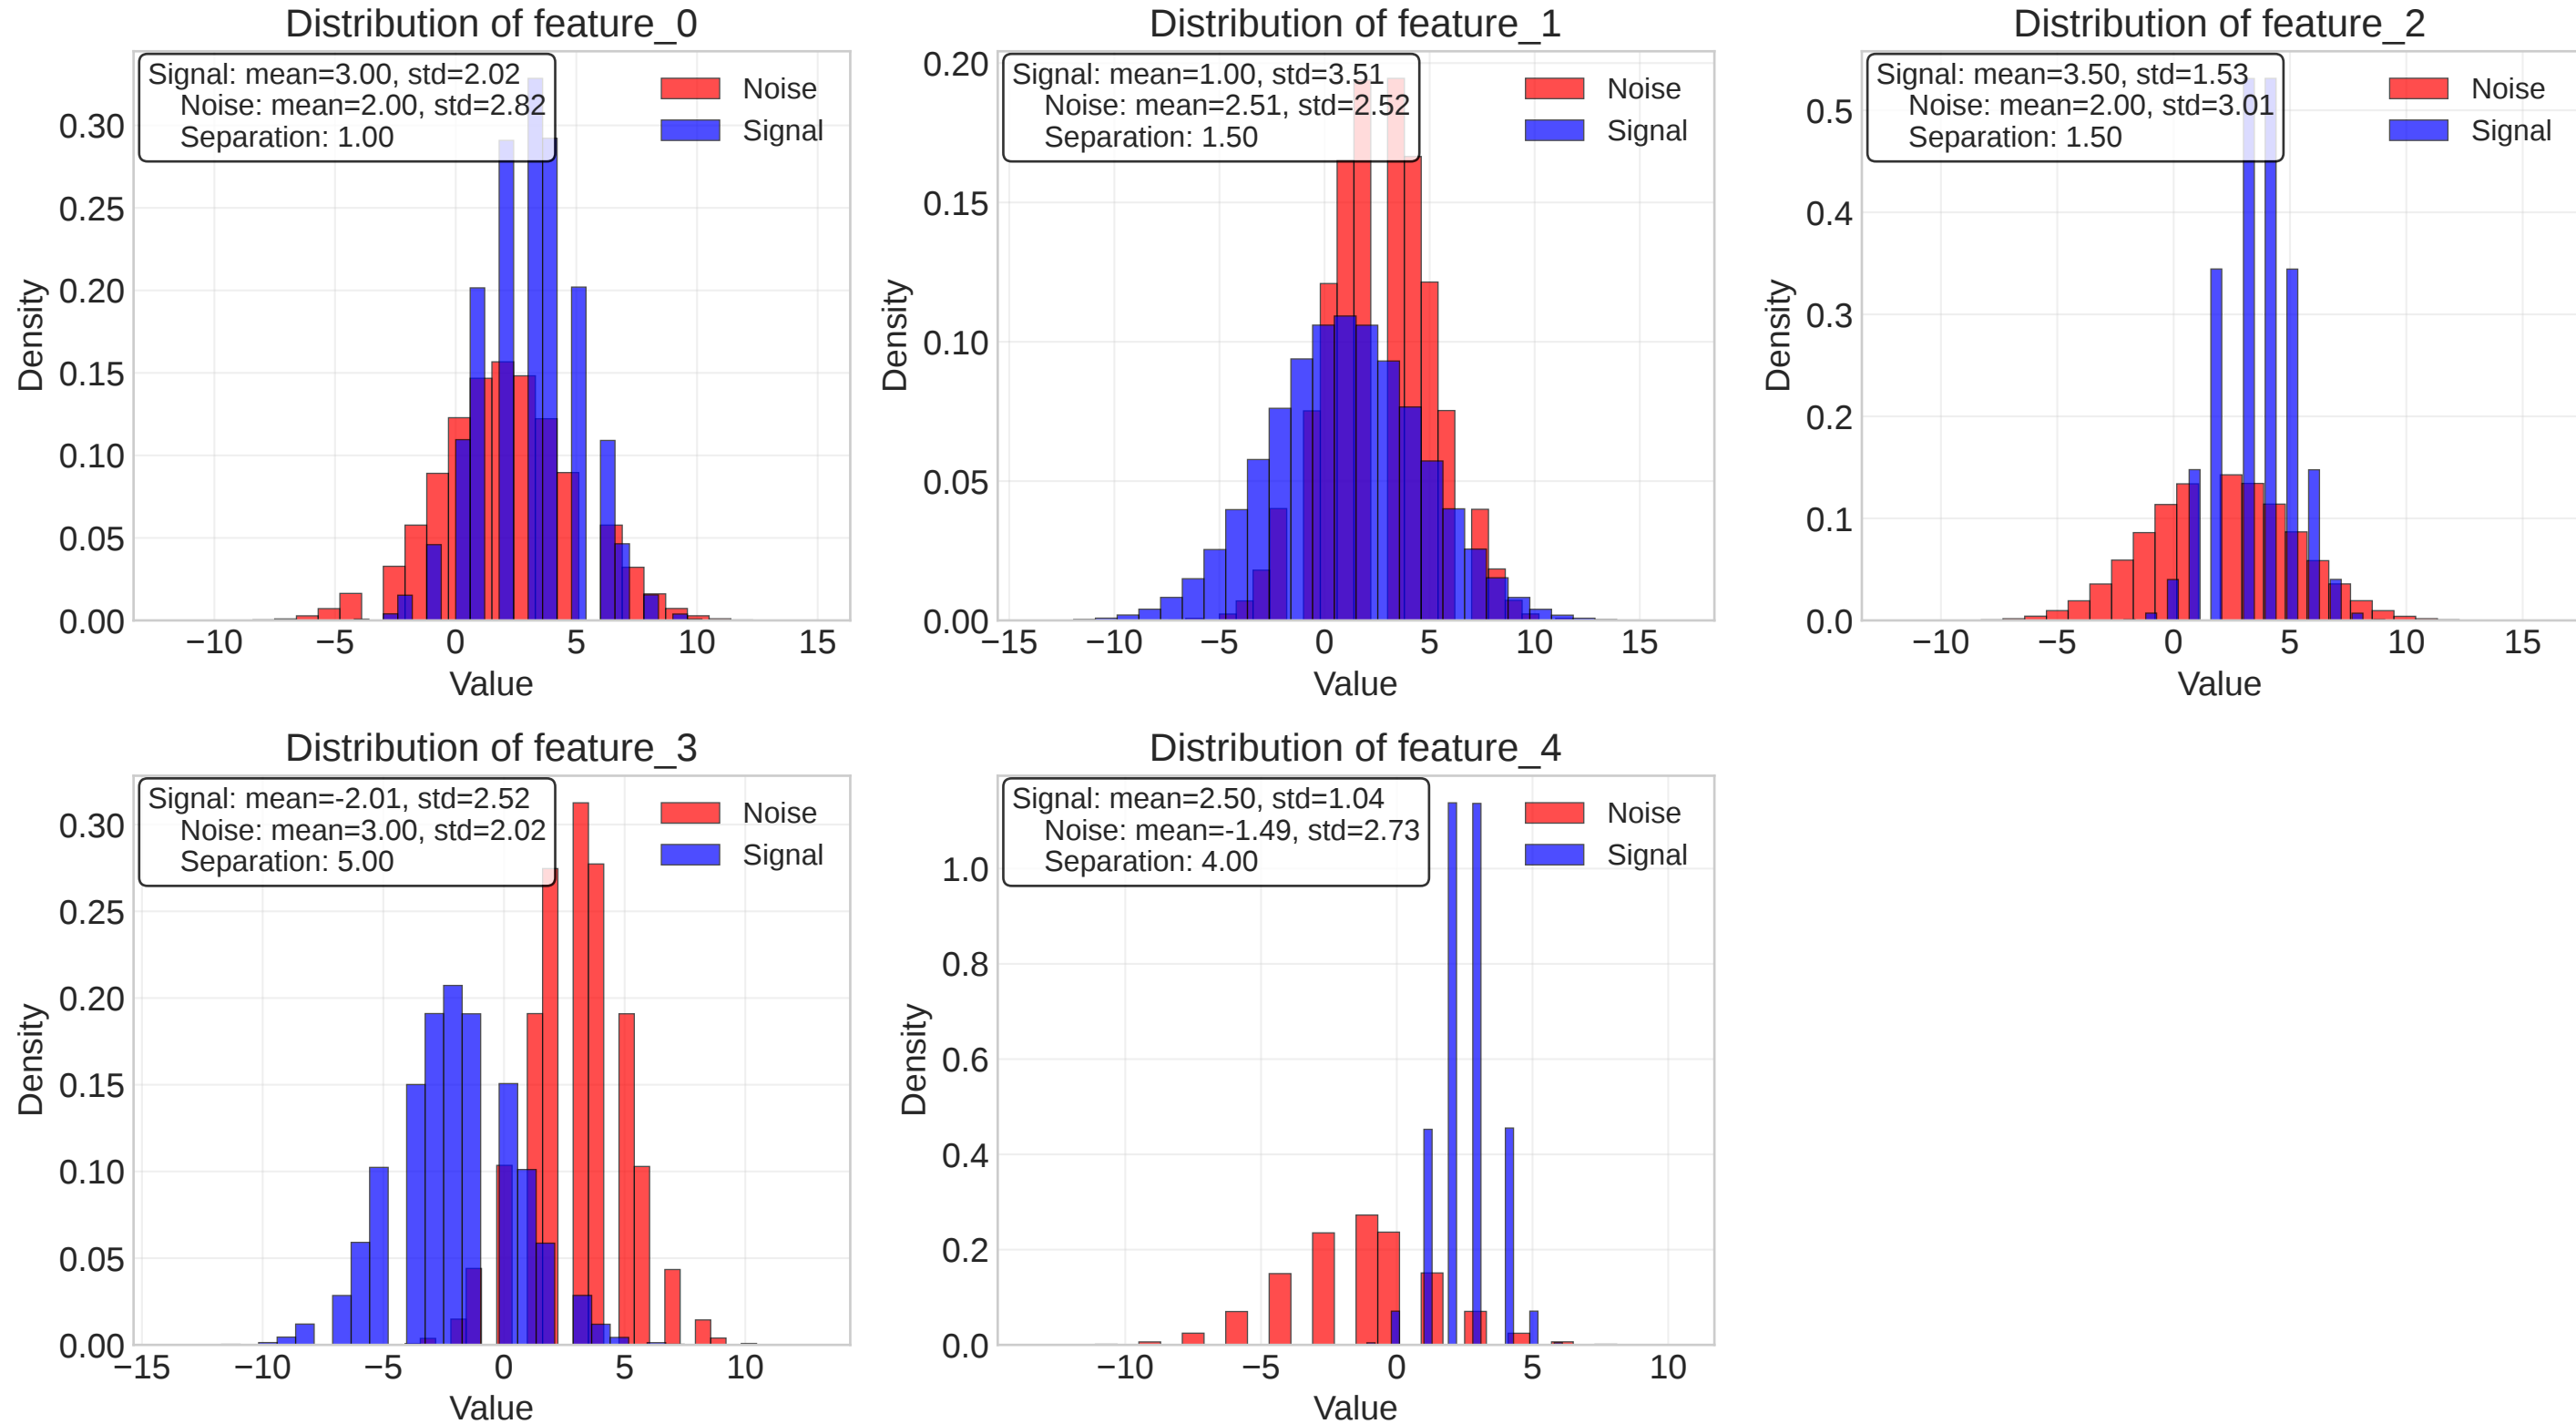 Distribution of feature_0
Signal: mean=3.00, std=2.02
Noise: mean=2.00, std=2.82
Separation: 1.00
Noise
Signal
Density
0.30
0.25
0.20
0.15
0.10
0.05
0.00
−10 −5 0 5 10 15
Value
Distribution of feature_1
Signal: mean=1.00, std=3.51
Noise: mean=2.51, std=2.52
Separation: 1.50
Noise
Signal
Density
0.20
0.15
0.10
0.05
0.00
−15 −10 −5 0 5 10 15
Value
Distribution of feature_2
Signal: mean=3.50, std=1.53
Noise: mean=2.00, std=3.01
Separation: 1.50
Noise
Signal
Density
0.5
0.4
0.3
0.2
0.1
0.0
−10 −5 0 5 10 15
Value
Distribution of feature_3
Signal: mean=-2.01, std=2.52
Noise: mean=3.00, std=2.02
Separation: 5.00
Noise
Signal
Density
0.30
0.25
0.20
0.15
0.10
0.05
0.00
−15 −10 −5 0 5 10
Value
Distribution of feature_4
Signal: mean=2.50, std=1.04
Noise: mean=-1.49, std=2.73
Separation: 4.00
Noise
Signal
Density
1.0
0.8
0.6
0.4
0.2
0.0
−10 −5 0 5 10
Value